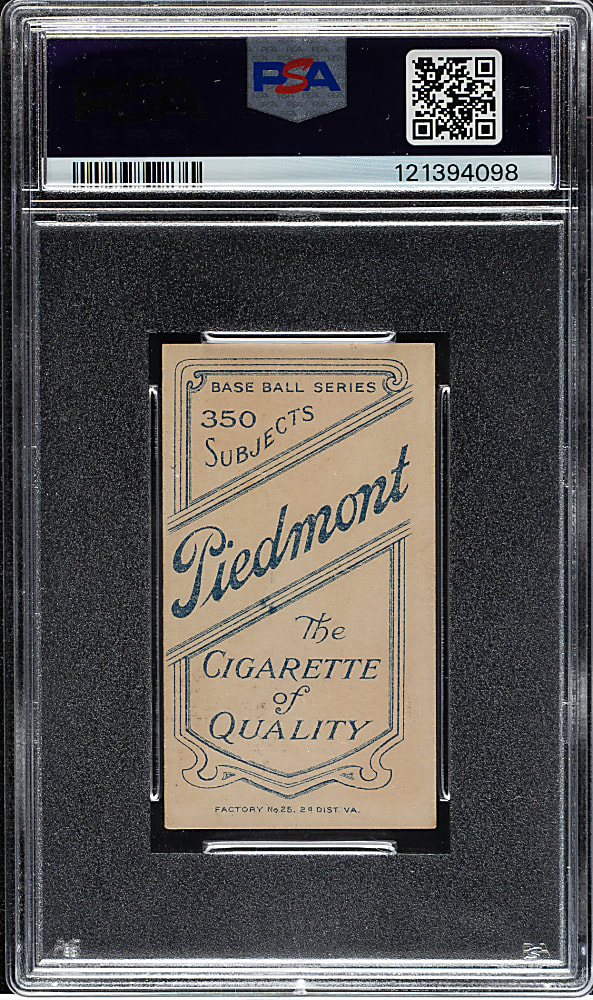 PSA
121394098
BASE BALL SERIES
350
SUBJECTS
Piedmont
The
CIGARETTE
of
QUALITY
FACTORY No 25, 2d DIST. VA.